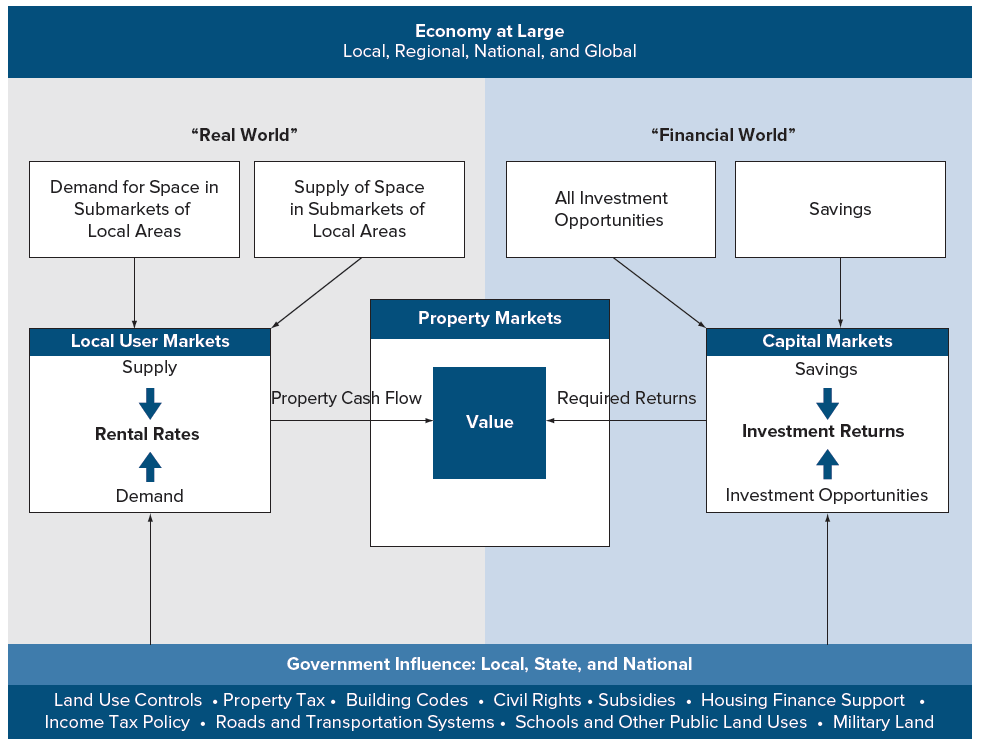 Economy at Large
Local, Regional, National, and Global
“Real World”
“Financial World”
Demand for Space in
Submarkets of
Local Areas
Supply of Space
in Submarkets of
Local Areas
All Investment
Opportunities
Savings
Local User Markets
Supply
Rental Rates
Demand
Property Cash Flow
Property Markets
Value
Required Returns
Capital Markets
Savings
Investment Returns
Investment Opportunities
Government Influence: Local, State, and National
Land Use Controls • Property Tax • Building Codes • Civil Rights • Subsidies • Housing Finance Support •
Income Tax Policy • Roads and Transportation Systems • Schools and Other Public Land Uses • Military Land